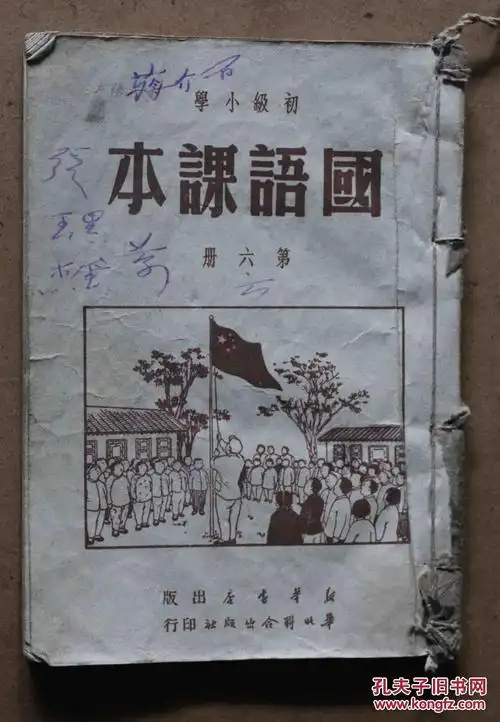 初級小學
國語課本
第六冊
新華書店出版
華北聯合出版社印行
孔夫子旧书网
www.kongfz.com